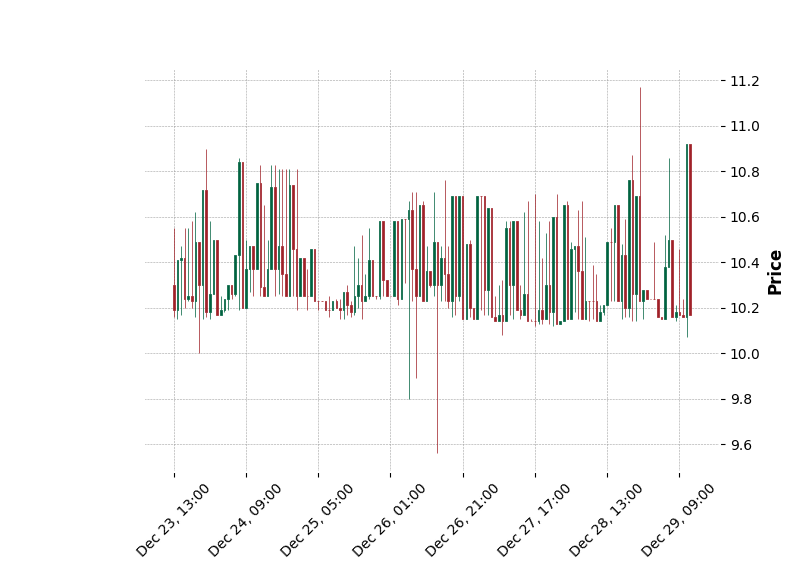 11.2
11.0
10.8
10.6
10.4
10.2
10.0
9.8
9.6
Price
Dec 23, 13:00
Dec 24, 09:00
Dec 25, 05:00
Dec 26, 01:00
Dec 26, 21:00
Dec 27, 17:00
Dec 28, 13:00
Dec 29, 09:00